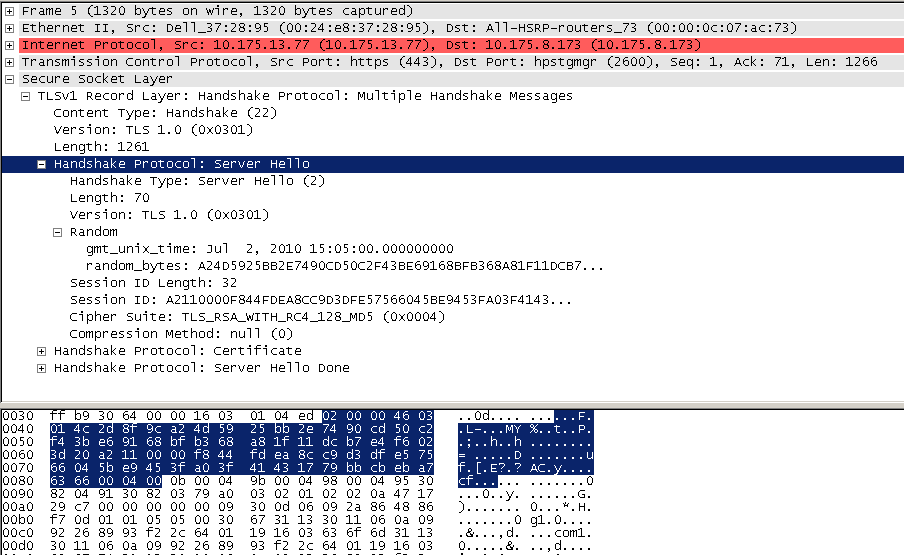 Frame 5 (1320 bytes on wire, 1320 bytes captured)
Ethernet II, Src: Dell_37:28:95 (00:24:e8:37:28:95), Dst: All-HSRP-routers_73 (00:00:0c:07:ac:73)
Internet Protocol, Src: 10.175.13.77 (10.175.13.77), Dst: 10.175.8.173 (10.175.8.173)
Transmission Control Protocol, Src Port: https (443), Dst Port: hpstgmgr (2600), Seq: 1, Ack: 71, Len: 1266
Secure Socket Layer
TLSv1 Record Layer: Handshake Protocol: Multiple Handshake Messages
Content Type: Handshake (22)
Version: TLS 1.0 (0x0301)
Length: 1261
Handshake Protocol: Server Hello
Handshake Type: Server Hello (2)
Length: 70
Version: TLS 1.0 (0x0301)
Random
gmt_unix_time: Jul  2, 2010 15:05:00.000000000
random_bytes: A24D5925BB2E7490CD50C2F43BE69168BFB368A81F11DCB7...
Session ID Length: 32
Session ID: A2110000F844FDEA8CC9D3DFE57566045BE9453FA03F4143...
Cipher Suite: TLS_RSA_WITH_RC4_128_MD5 (0x0004)
Compression Method: null (0)
Handshake Protocol: Certificate
Handshake Protocol: Server Hello Done
0030 ff b9 30 64 00 00 16 03 01 04 ed 02 00 00 46 03 ..0d.... ......F.
0040 01 4c 2d 8f 9c a2 4d 59 25 bb 2e 74 90 cd 50 c2 .L-...MY %..t..P.
0050 f4 3b e6 91 68 bf b3 68 a8 1f 11 dc b7 e4 f6 02 .;..h..h ........
0060 3d 20 a2 11 00 00 f8 44 fd ea 8c c9 d3 df e5 75 = .....D .......u
0070 66 04 5b e9 45 3f a0 3f 41 43 17 79 bb cb eb a7 f.[.E?.? AC.y....
0080 63 66 00 04 00 0b 00 04 9b 00 04 98 00 04 95 30 cf...... .......0
0090 82 04 91 30 82 03 79 a0 03 02 01 02 02 0a 47 17 ...0..y. ......G.
00a0 29 c7 00 00 00 00 00 09 30 0d 06 09 2a 86 48 86 )....... 0...*.H.
00b0 f7 0d 01 01 05 05 00 30 67 31 13 30 11 06 0a 09 .......0 g1.0....
00c0 92 26 89 93 f2 2c 64 01 19 16 03 63 6f 6d 31 13 .&...,d. ...com1.
00d0 30 11 06 0a 09 92 26 89 93 f2 2c 64 01 19 16 03 0.....&. ..,d....